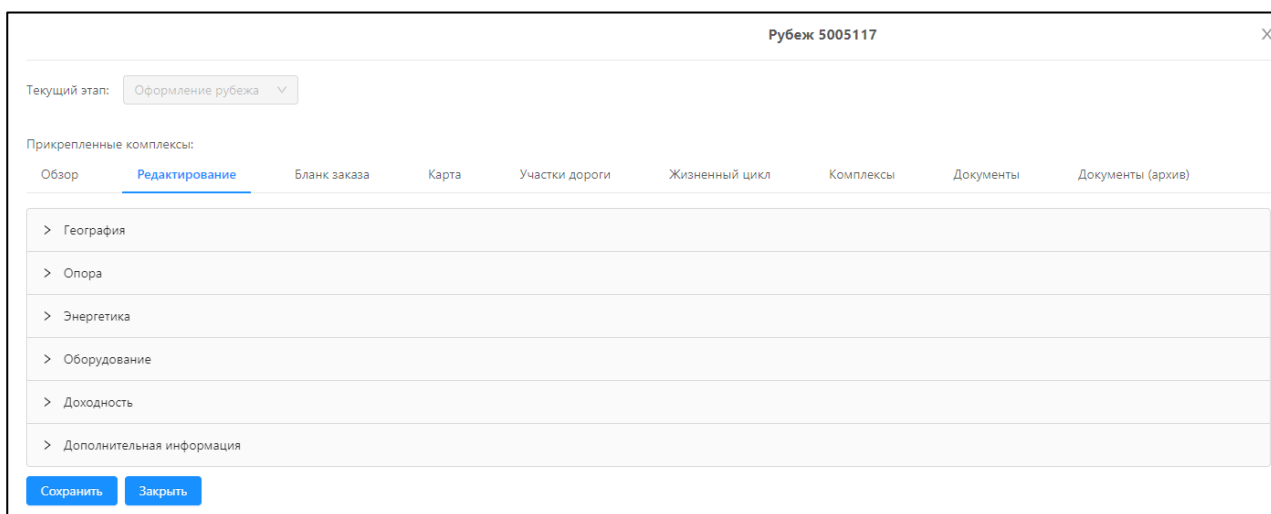 Рубеж 5005117
Текущий этап: Оформление рубежа
Прикрепленные комплексы:
Обзор Редактирование Бланк заказа Карта Участки дороги Жизненный цикл Комплексы Документы Документы (архив)
География
Опора
Энергетика
Оборудование
Доходность
Дополнительная информация
Сохранить Закрыть